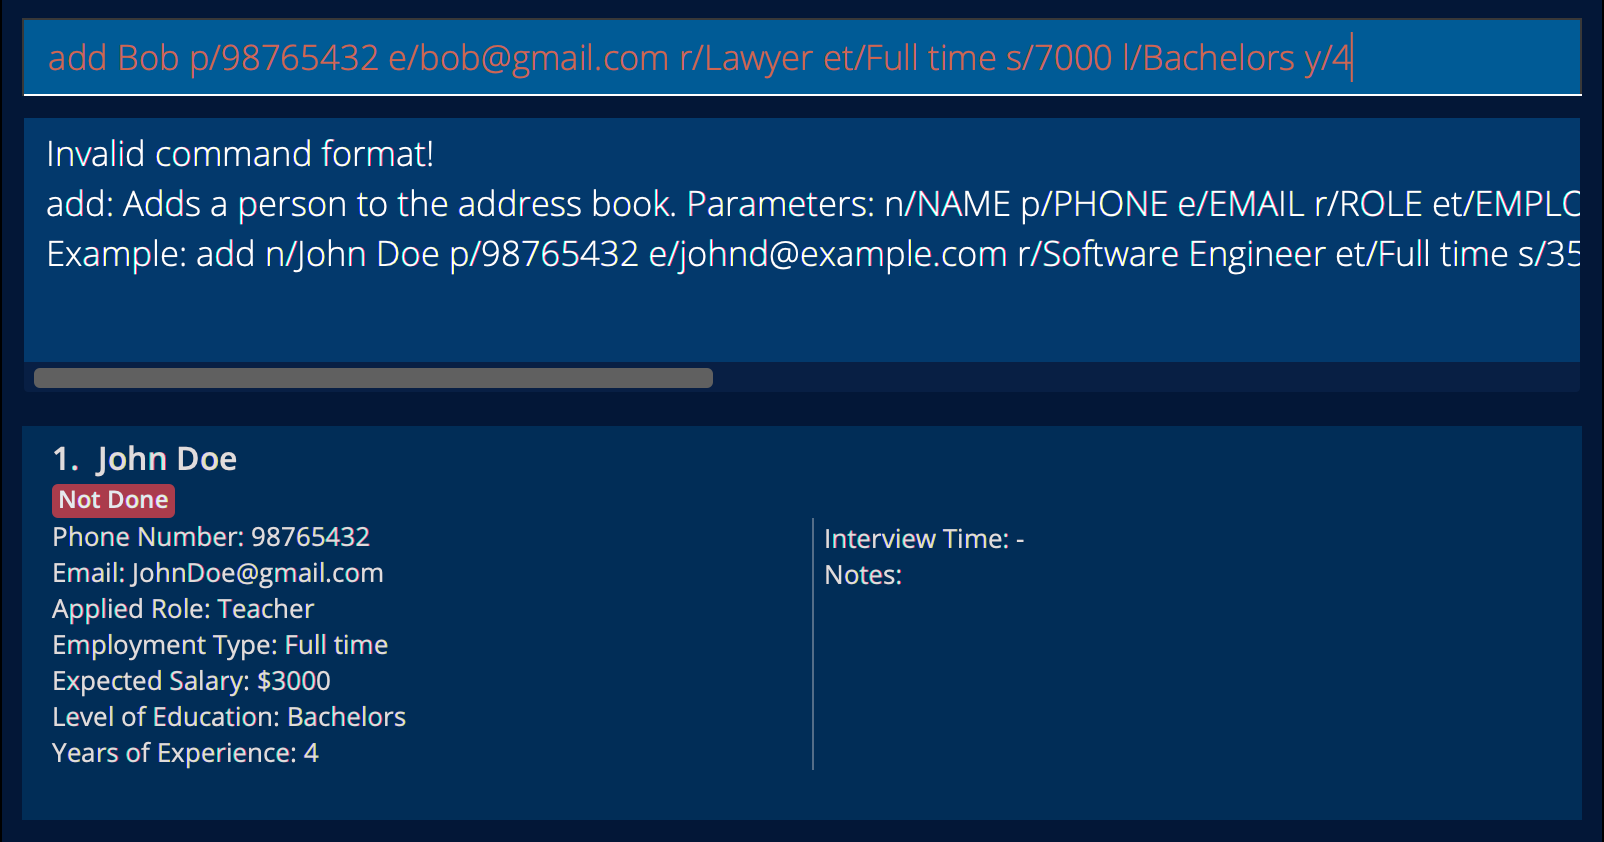 add Bob p/98765432 e/bob@gmail.com r/Lawyer et/Full time s/7000 l/Bachelors y/4
Invalid command format!
add: Adds a person to the address book. Parameters: n/NAME p/PHONE e/EMAIL r/ROLE et/EMPLO
Example: add n/John Doe p/98765432 e/johnd@example.com r/Software Engineer et/Full time s/35
1. John Doe
Not Done
Phone Number: 98765432
Email: JohnDoe@gmail.com
Applied Role: Teacher
Employment Type: Full time
Expected Salary: $3000
Level of Education: Bachelors
Years of Experience: 4
Interview Time: -
Notes: